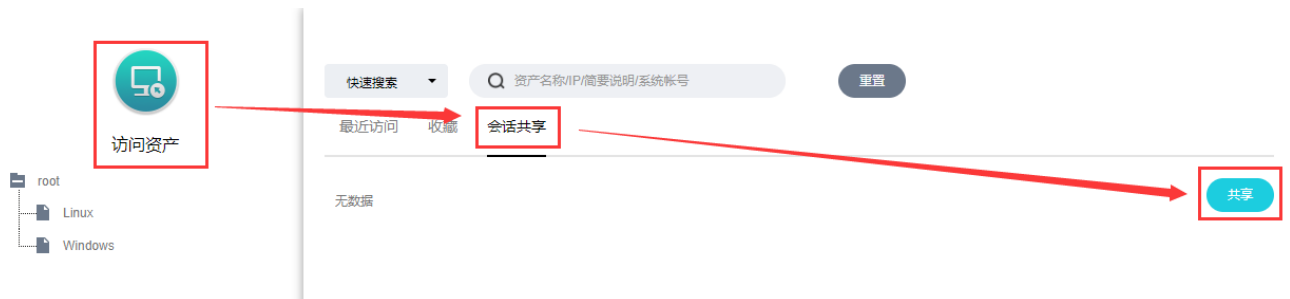 访问资产
root
Linux
Windows
快速搜索
资产名称/IP/简要说明/系统帐号
重置
最近访问 收藏 会话共享
无数据
共享